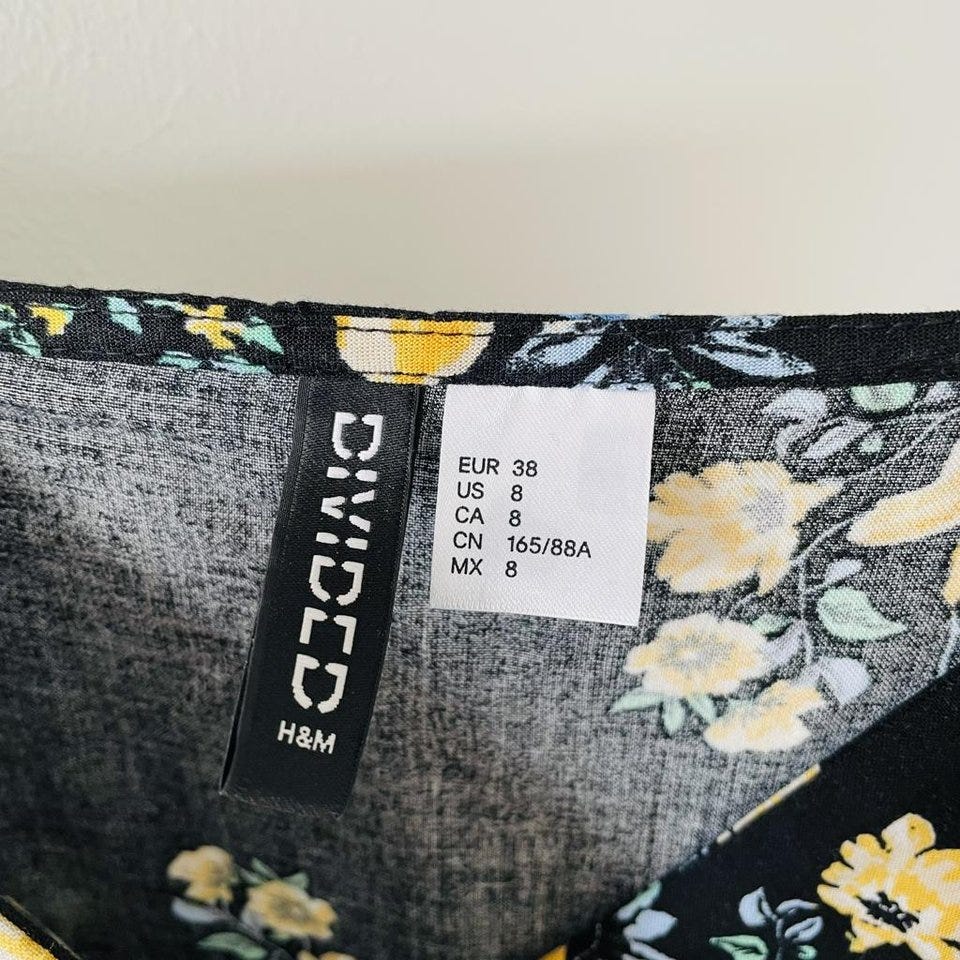 DIVIDED
H&M
EUR 38
US 8
CA 8
CN 165/88A
MX 8